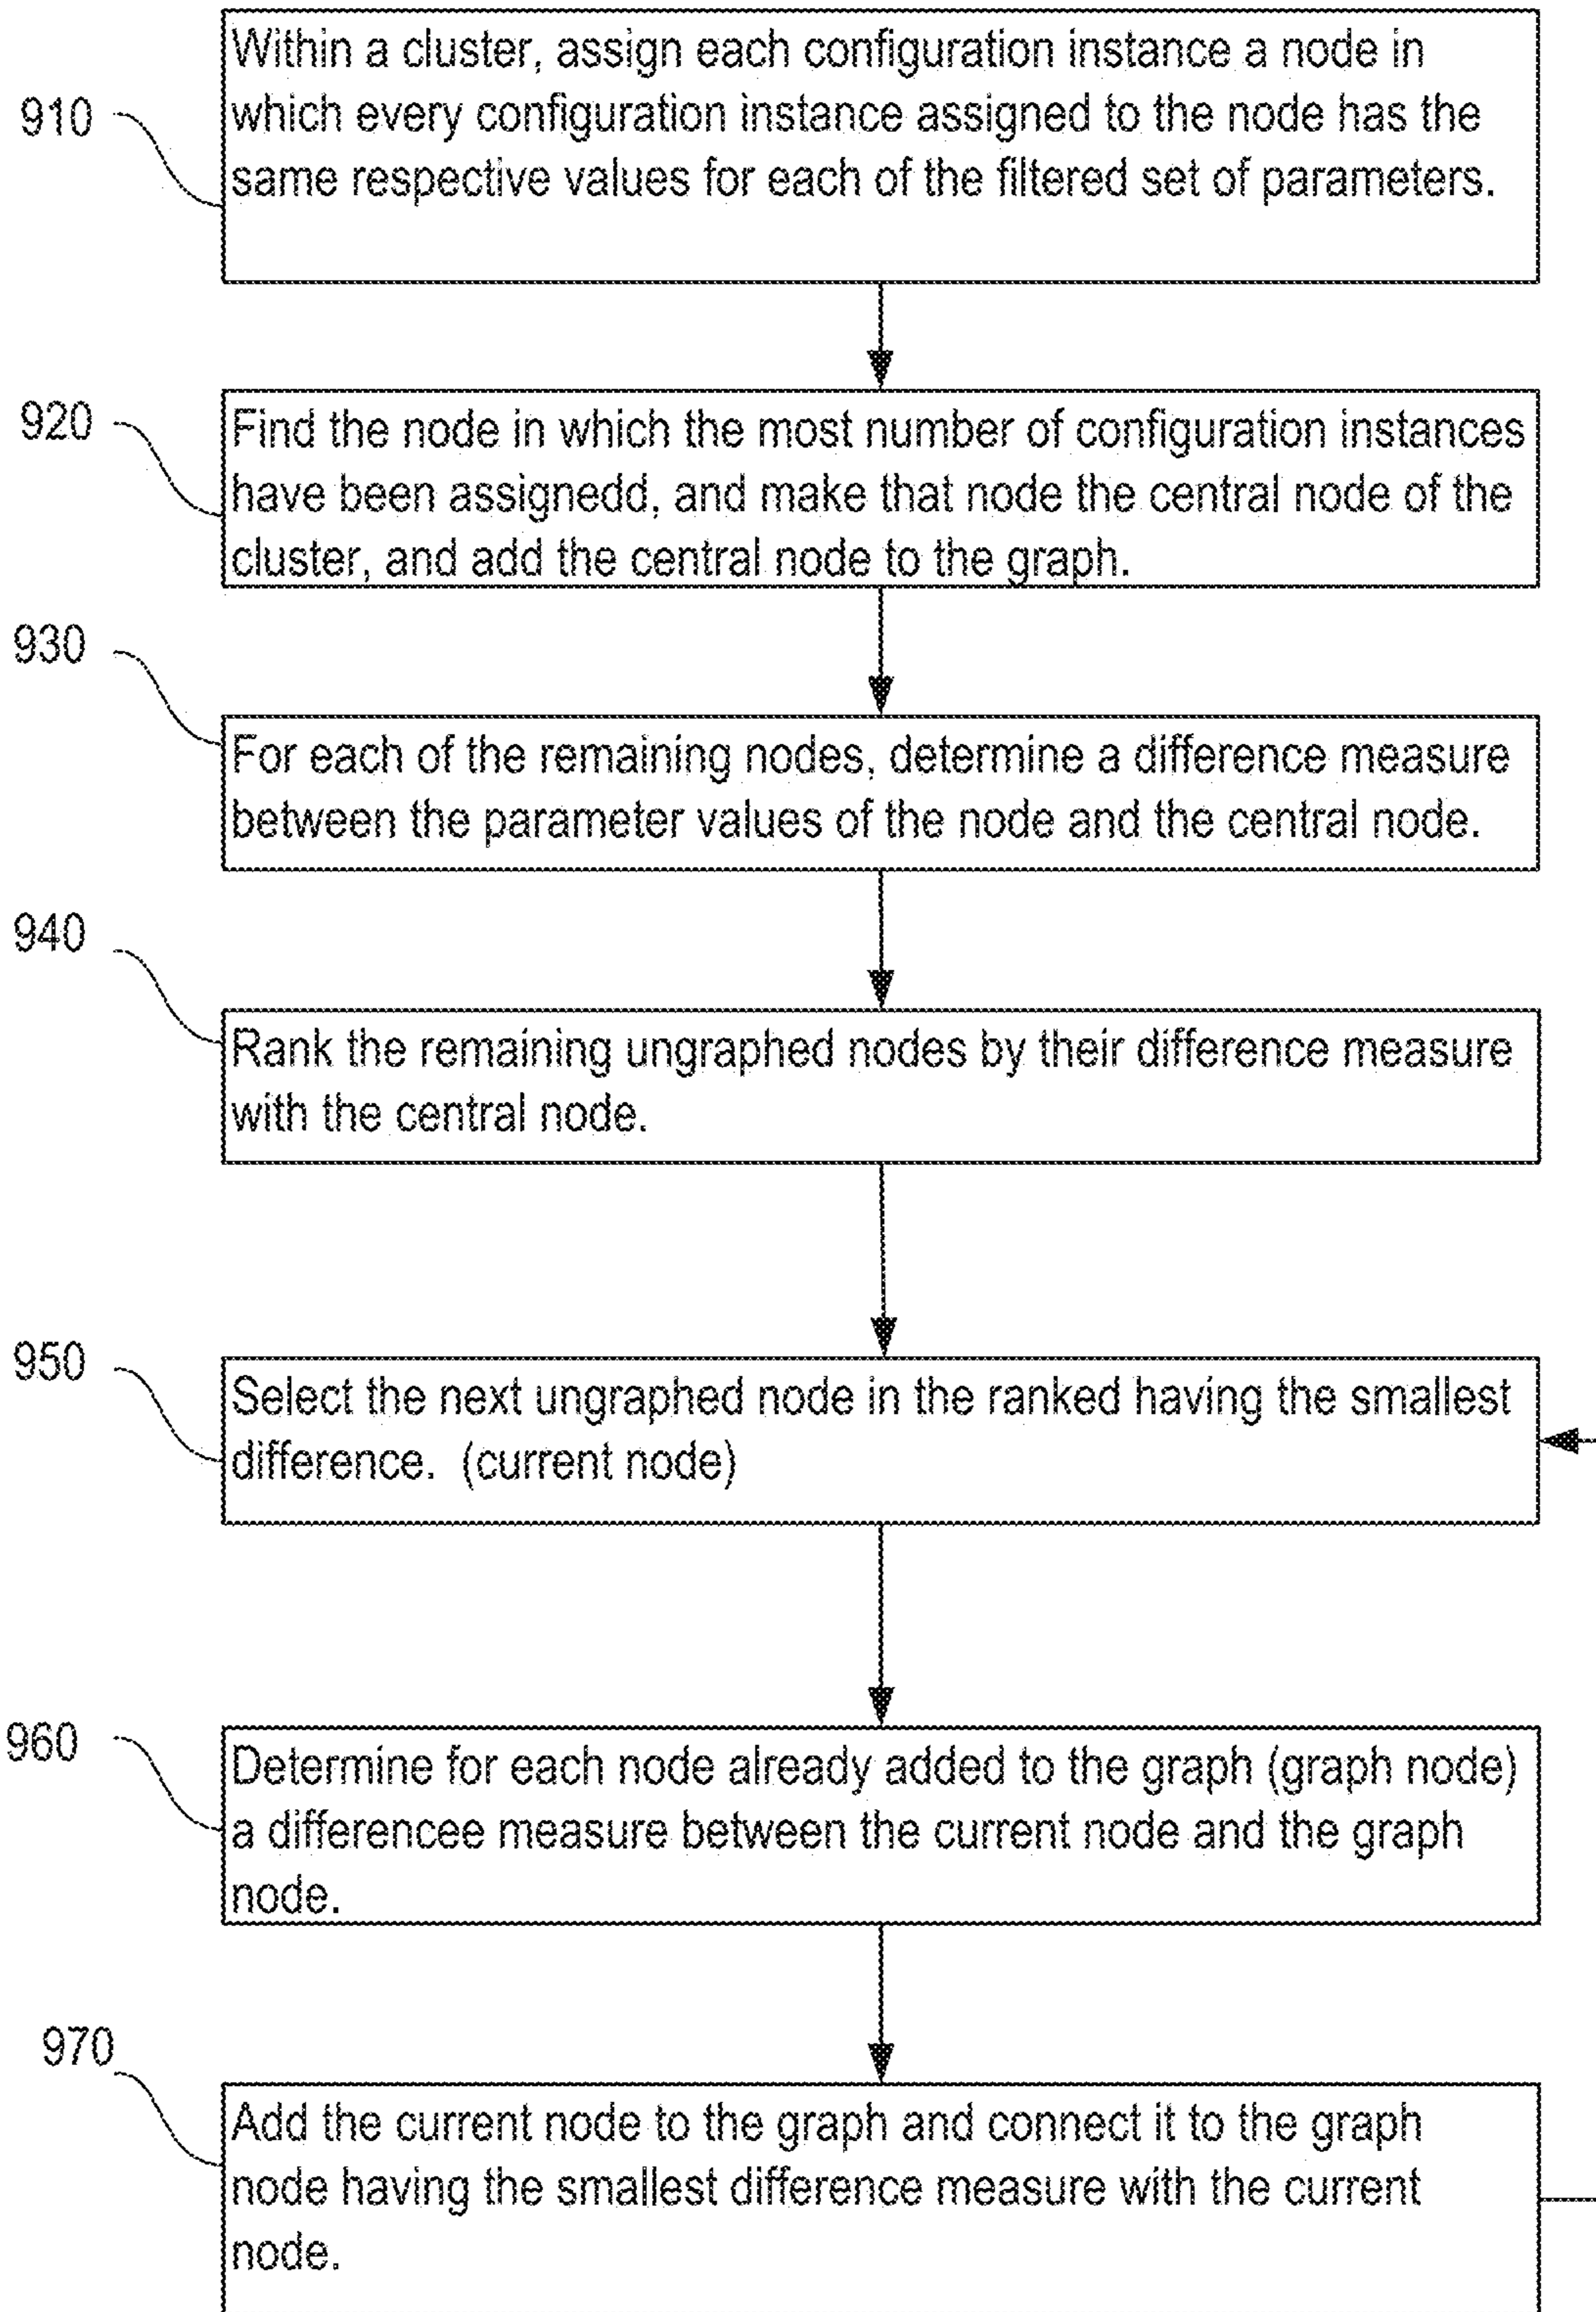 910
Within a cluster, assign each configuration instance a node in
which every configuration instance assigned to the node has the
same respective values for each of the filtered set of parameters.
920
Find the node in which the most number of configuration instances
have been assignedd, and make that node the central node of the
cluster, and add the central node to the graph.
930
For each of the remaining nodes, determine a difference measure
between the parameter values of the node and the central node.
940
Rank the remaining ungraphed nodes by their difference measure
with the central node.
950
Select the next ungraphed node in the ranked having the smallest
difference.  (current node)
960
Determine for each node already added to the graph (graph node)
a differencee measure between the current node and the graph
node.
970
Add the current node to the graph and connect it to the graph
node having the smallest difference measure with the current
node.